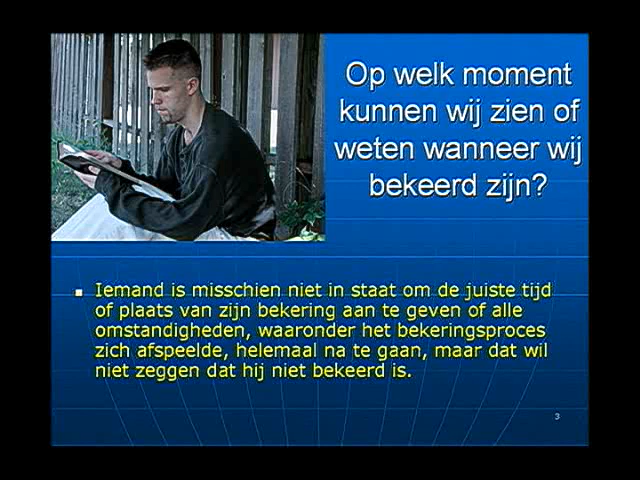 Op welk moment
kunnen wij zien of
weten wanneer wij
bekeerd zijn?
Iemand is misschien niet in staat om de juiste tijd
of plaats van zijn bekering aan te geven of alle
omstandigheden, waaronder het bekeringsproces
zich afspeelde, helemaal na te gaan, maar dat wil
niet zeggen dat hij niet bekeerd is.
3